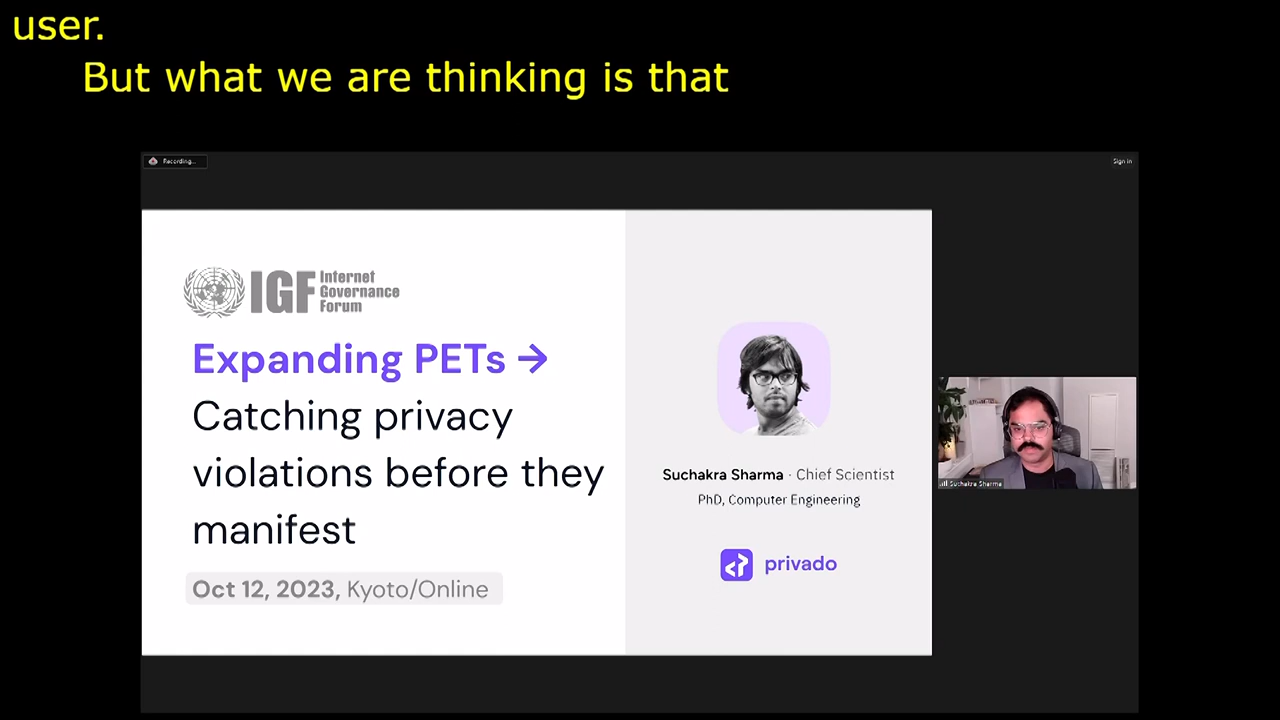 user.
But what we are thinking is that
Recording...
Sign in
IGF Internet
Governance
Forum
Expanding PETs →
Catching privacy
violations before they
manifest
Oct 12, 2023, Kyoto/Online
Suchakra Sharma · Chief Scientist
PhD, Computer Engineering
privado
Suchakra Sharma